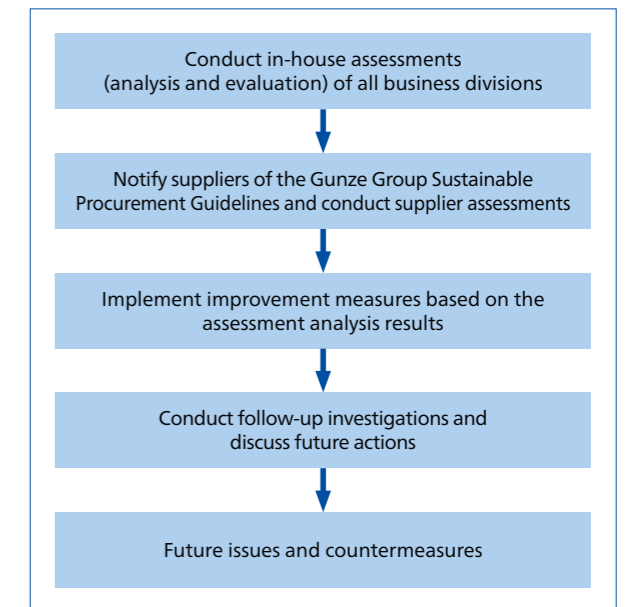 Conduct in-house assessments
(analysis and evaluation) of all business divisions
Notify suppliers of the Gunze Group Sustainable
Procurement Guidelines and conduct supplier assessments
Implement improvement measures based on the
assessment analysis results
Conduct follow-up investigations and
discuss future actions
Future issues and countermeasures